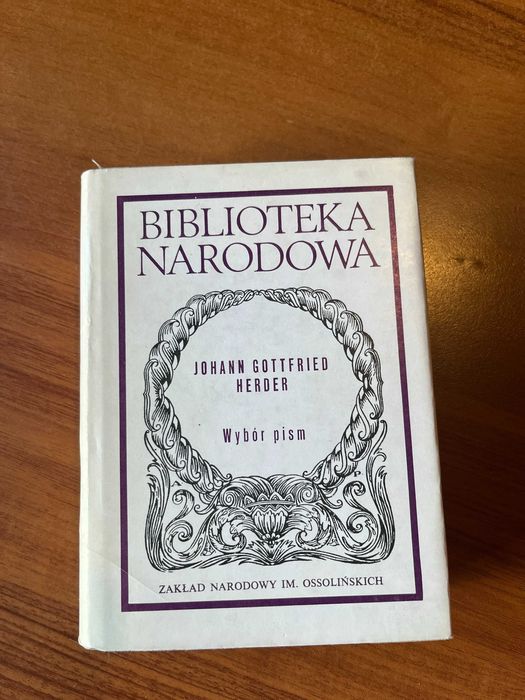 BIBLIOTEKA
NARODOWA
JOHANN GOTTFRIED
HERDER
Wybór pism
ZAKŁAD NARODOWY IM. OSSOLIŃSKICH